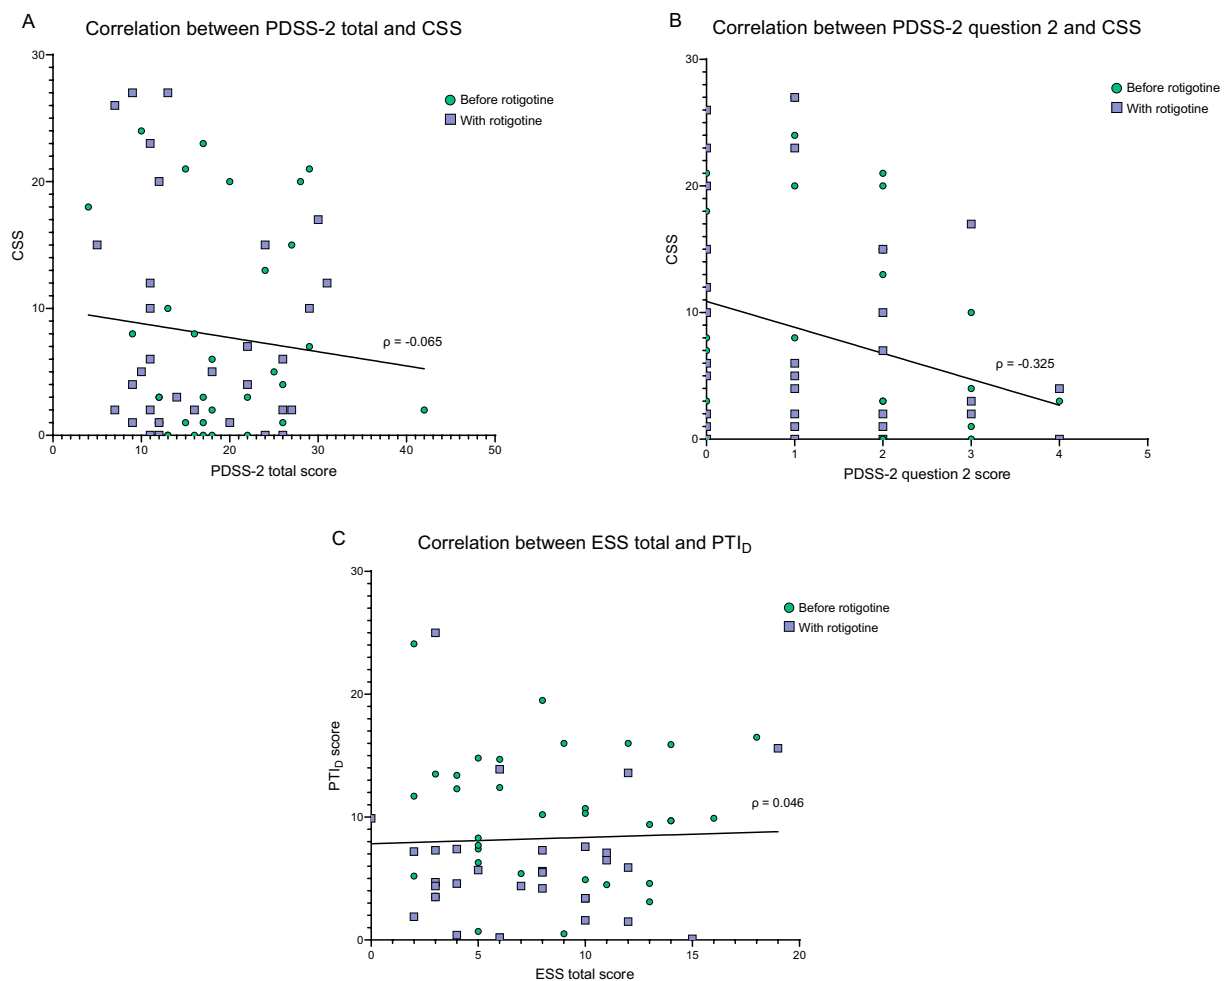 A
Correlation between PDSS-2 total and CSS
30
20
10
0
CSS
Before rotigotine
With rotigotine
ρ = -0.065
0 10 20 30 40 50
PDSS-2 total score
B
Correlation between PDSS-2 question 2 and CSS
30
20
10
0
CSS
Before rotigotine
With rotigotine
ρ = -0.325
0 1 2 3 4 5
PDSS-2 question 2 score
C
Correlation between ESS total and PTI_D
30
20
10
0
PTI_D score
Before rotigotine
With rotigotine
ρ = 0.046
0 5 10 15 20
ESS total score